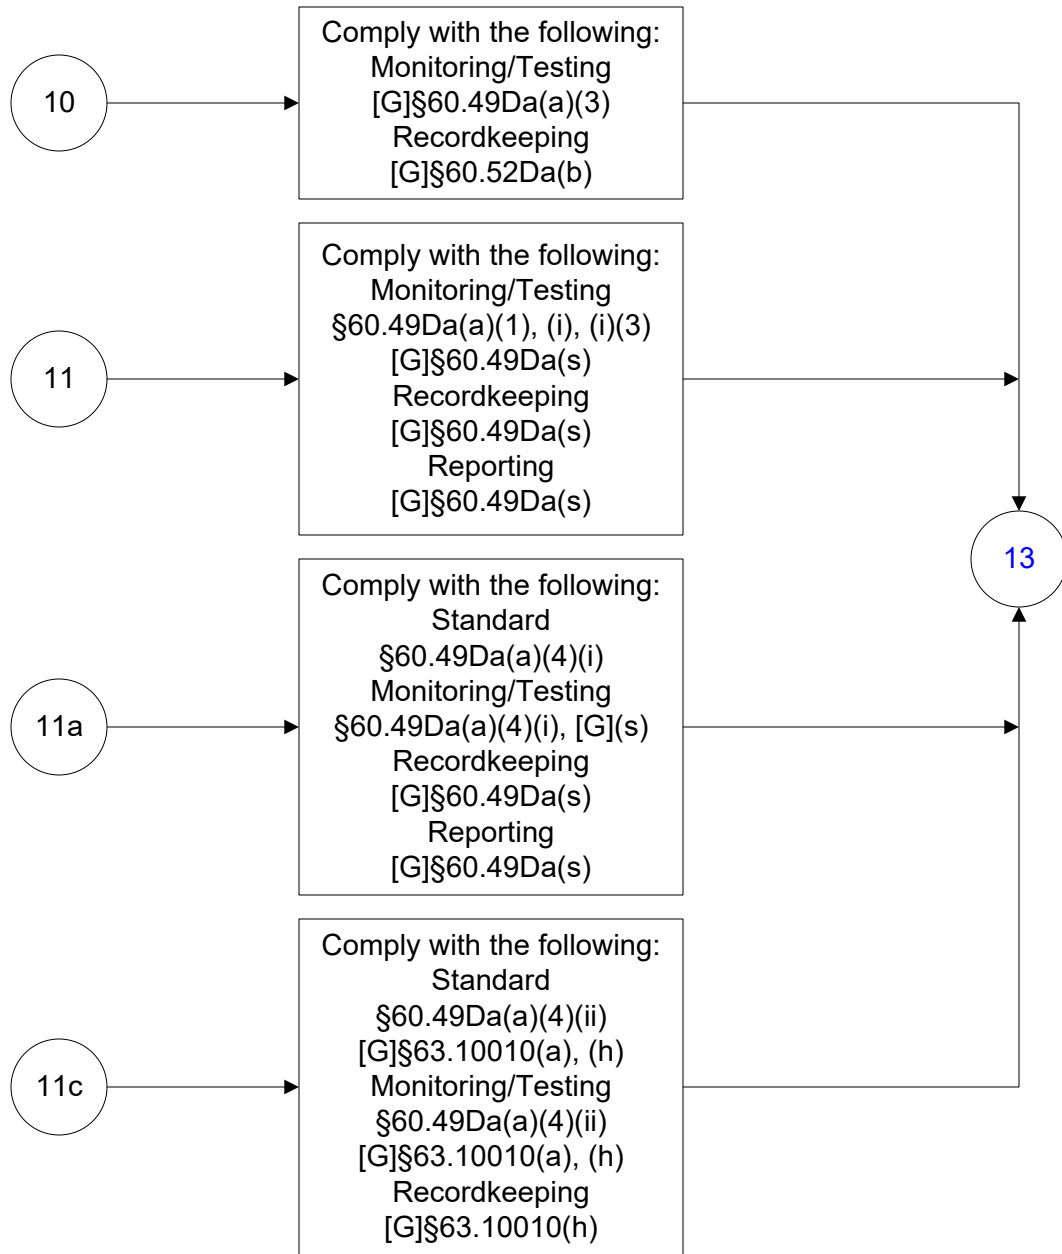 10
Comply with the following:
Monitoring/Testing
[G]§60.49Da(a)(3)
Recordkeeping
[G]§60.52Da(b)
11
Comply with the following:
Monitoring/Testing
§60.49Da(a)(1), (i), (i)(3)
[G]§60.49Da(s)
Recordkeeping
[G]§60.49Da(s)
Reporting
[G]§60.49Da(s)
13
11a
Comply with the following:
Standard
§60.49Da(a)(4)(i)
Monitoring/Testing
§60.49Da(a)(4)(i), [G](s)
Recordkeeping
[G]§60.49Da(s)
Reporting
[G]§60.49Da(s)
11c
Comply with the following:
Standard
§60.49Da(a)(4)(ii)
[G]§63.10010(a), (h)
Monitoring/Testing
§60.49Da(a)(4)(ii)
[G]§63.10010(a), (h)
Recordkeeping
[G]§63.10010(h)